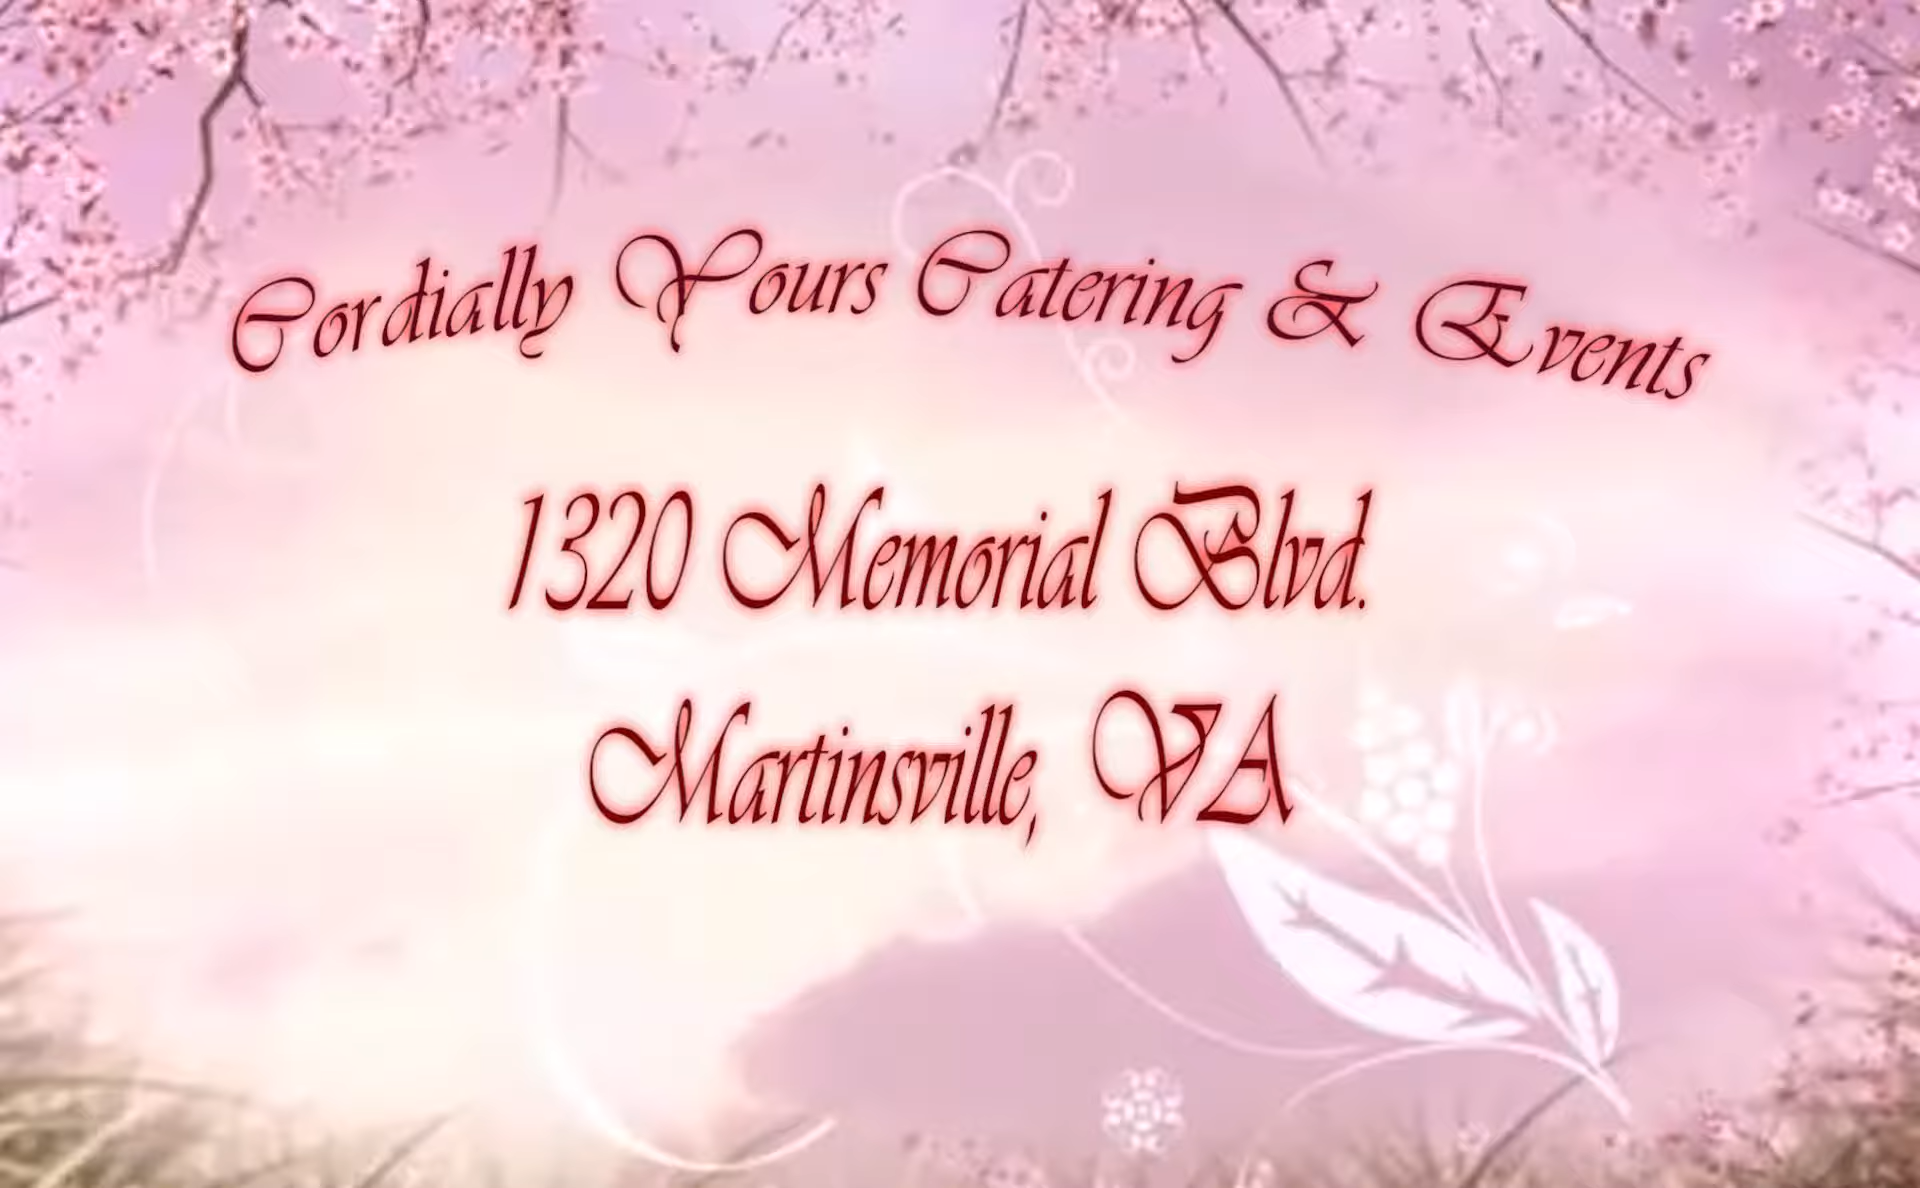 Cordially Yours Catering & Events
1320 Memorial Blvd.
Martinsville, VA